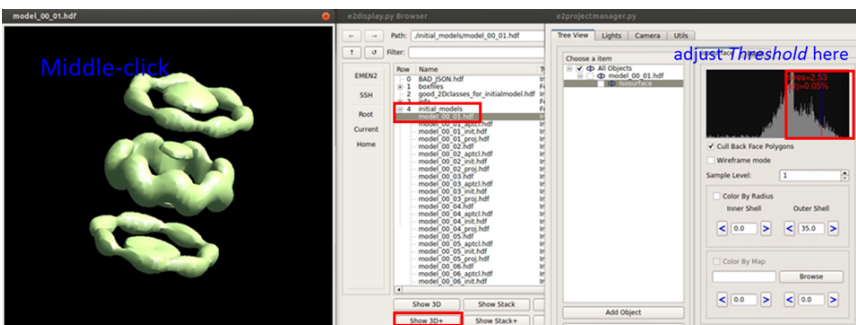 model_00_01.hdf
Middle-click
e2display.py Browser
Path: ./initial_models/model_00_01.hdf
Filter:
EMEN2
SSH
Root
Current
Home
Row Name
0 BAD_JSON.hdf
1 boxfiles
2 good_2Dclasses_for_initialmodel.hdf
3 info
4 initial_models
model_00_01.hdf
model_00_01_aptcl.hdf
model_00_01_init.hdf
model_00_01_proj.hdf
model_00_02.hdf
model_00_02_aptcl.hdf
model_00_02_init.hdf
model_00_02_proj.hdf
model_00_03.hdf
model_00_03_aptcl.hdf
model_00_03_init.hdf
model_00_03_proj.hdf
model_00_04.hdf
model_00_04_aptcl.hdf
model_00_04_init.hdf
model_00_04_proj.hdf
model_00_05.hdf
model_00_05_aptcl.hdf
model_00_05_init.hdf
model_00_05_proj.hdf
model_00_06.hdf
model_00_06_aptcl.hdf
model_00_06_init.hdf
Show 3D Show Stack
Show 3D+ Show Stack+
e2projectmanager.py
Tree View Lights Camera Utils
Choose a item
All Objects
model_00_01.hdf
Isosurface
Add Object
adjust Threshold here
thres=2.53
0.05%
Cull Back Face Polygons
Wireframe mode
Sample Level: 1
Color By Radius
Inner Shell Outer Shell
< 0.0 > < 35.0 >
Color By Map
Browse
< 0.0 > < 0.0 >